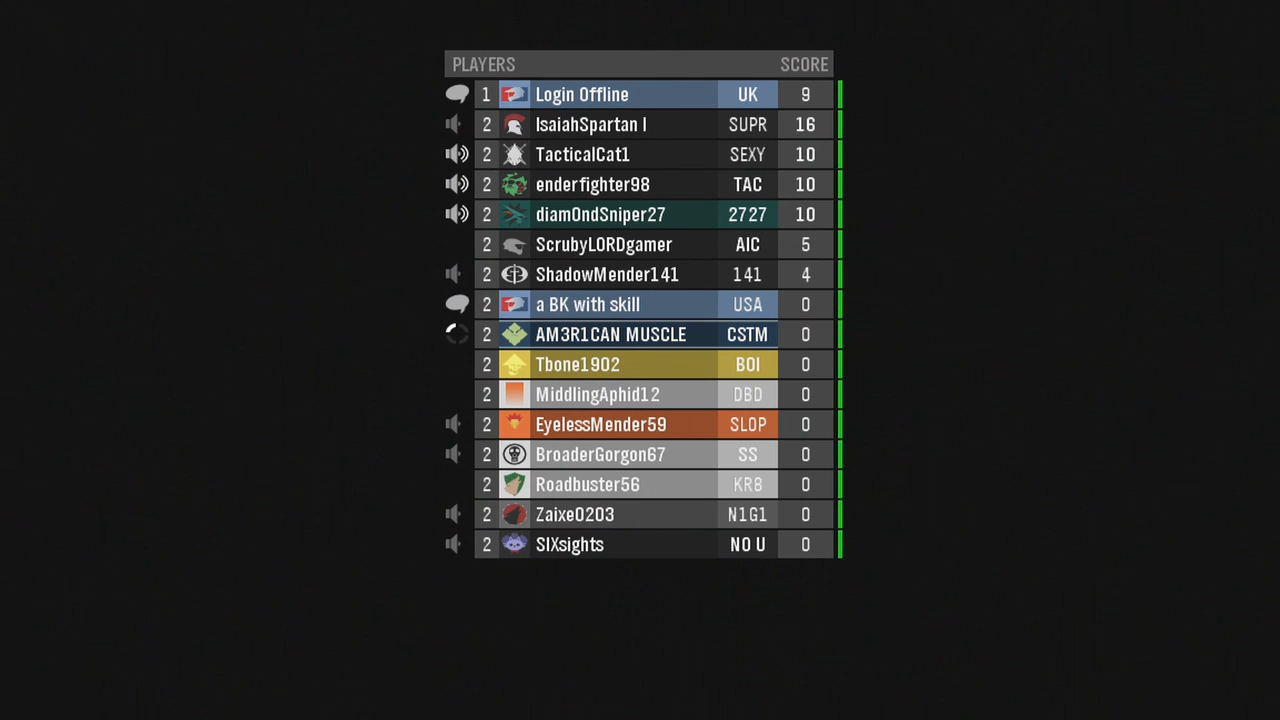 PLAYERS SCORE
1 Login Offline UK 9
2 IsaiahSpartan I SUPR 16
2 TacticalCat1 SEXY 10
2 enderfighter98 TAC 10
2 diam0ndSniper27 2727 10
2 ScrubyLORDgamer AIC 5
2 ShadowMender141 141 4
2 a BK with skill USA 0
2 AM3R1CAN MUSCLE CSTM 0
2 Tbone1902 BOI 0
2 MiddlingAphid12 DBD 0
2 EyelessMender59 SLOP 0
2 BroaderGorgon67 SS 0
2 Roadbuster56 KR8 0
2 Zaixe0203 N1G1 0
2 SIXsights NO U 0